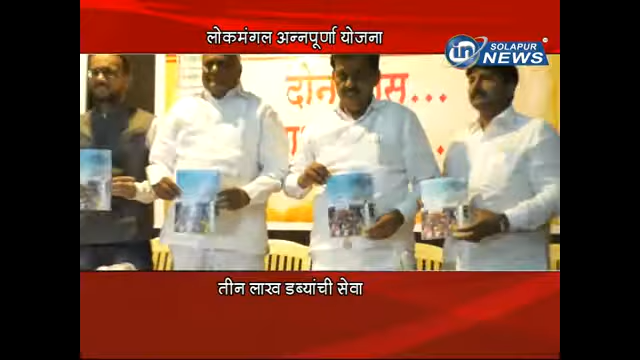 लोकमंगल अन्नपूर्णा योजना
in SOLAPUR
NEWS
दोन
...
तीन लाख डब्यांची सेवा